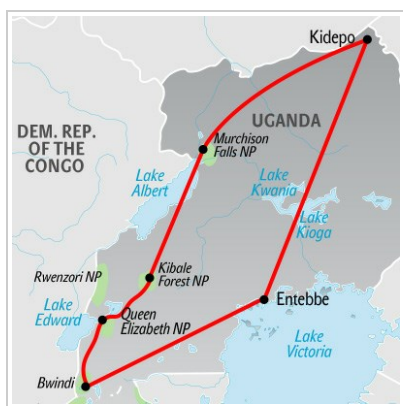 Kidepo
DEM. REP.
OF THE
CONGO
UGANDA
Murchison
Falls NP
Lake
Albert
Lake
Kwania
Lake
Kioga
Kibale
Forest NP
Rwenzori NP
Lake
Edward
Queen
Elizabeth NP
Entebbe
Lake
Victoria
Bwindi